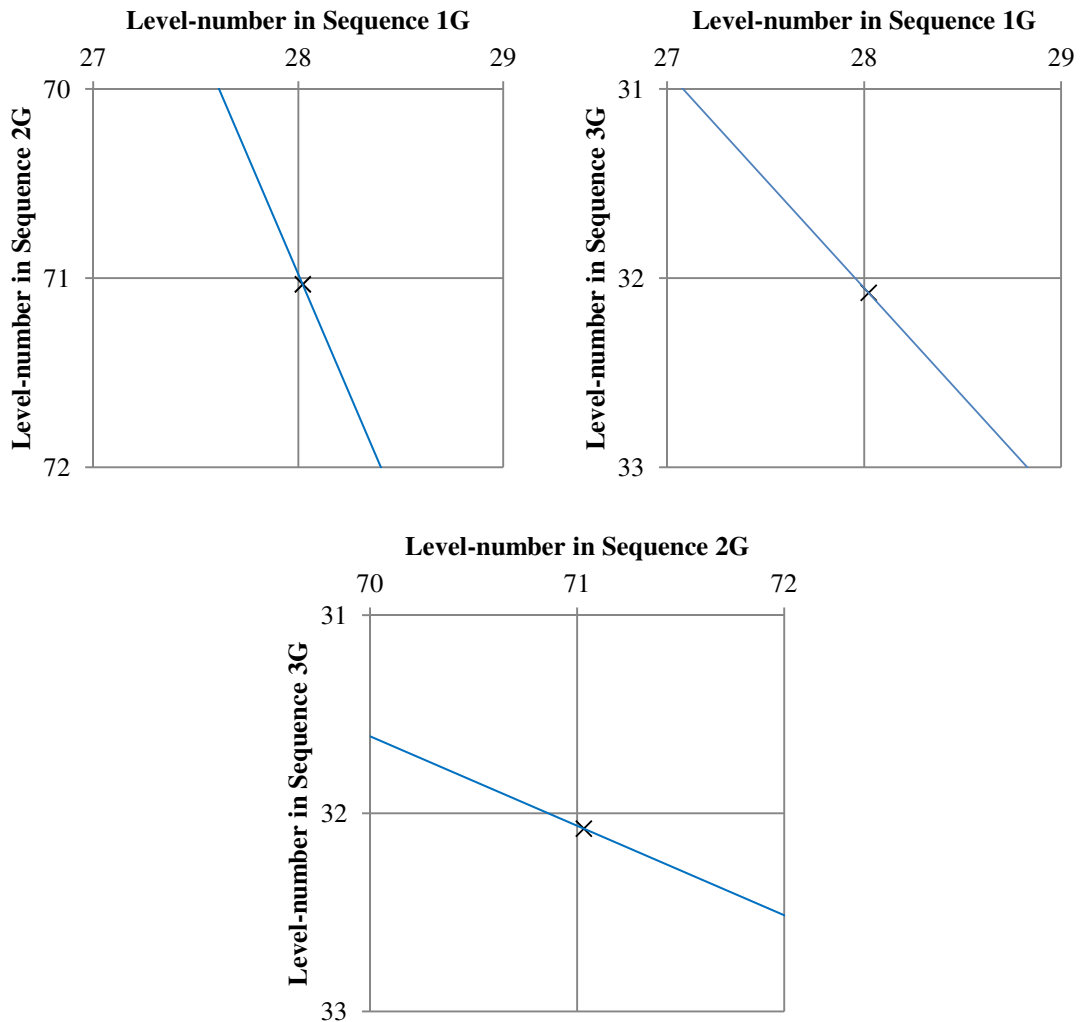 Level-number in Sequence 1G
27 28 29
70
71
72
Level-number in Sequence 2G
Level-number in Sequence 1G
27 28 29
31
32
33
Level-number in Sequence 3G
Level-number in Sequence 2G
70 71 72
31
32
33
Level-number in Sequence 3G